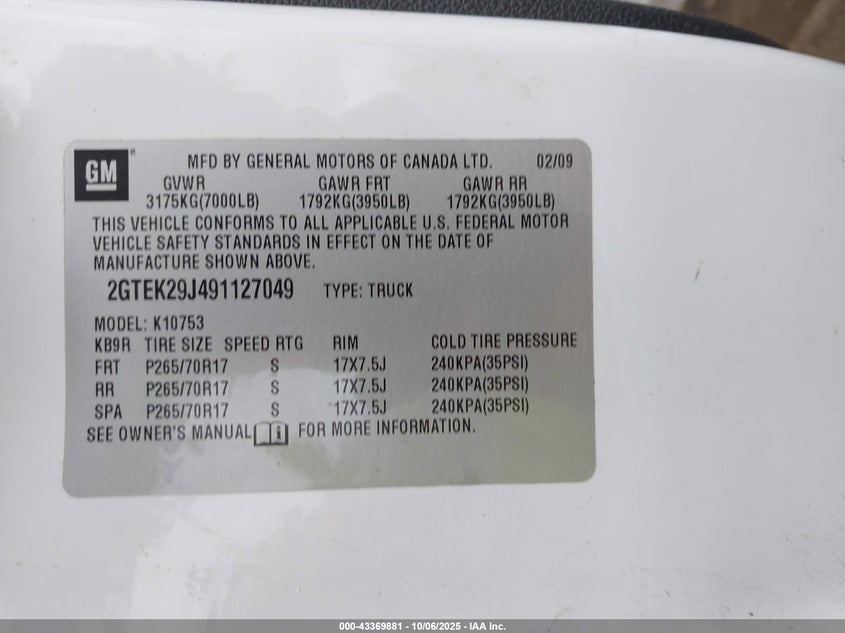 GM ® MFD BY GENERAL MOTORS OF CANADA LTD. 02/09
GVWR GAWR FRT GAWR RR
3175KG(7000LB) 1792KG(3950LB) 1792KG(3950LB)
THIS VEHICLE CONFORMS TO ALL APPLICABLE U.S. FEDERAL MOTOR
VEHICLE SAFETY STANDARDS IN EFFECT ON THE DATE OF
MANUFACTURE SHOWN ABOVE.
2GTEK29J491127049 TYPE: TRUCK
MODEL: K10753
KB9R TIRE SIZE SPEED RTG RIM COLD TIRE PRESSURE
FRT P265/70R17 S 17X7.5J 240KPA(35PSI)
RR P265/70R17 S 17X7.5J 240KPA(35PSI)
SPA P265/70R17 S 17X7.5J 240KPA(35PSI)
SEE OWNER'S MANUAL i FOR MORE INFORMATION.
000-43369881 - 10/06/2025 - IAA Inc.